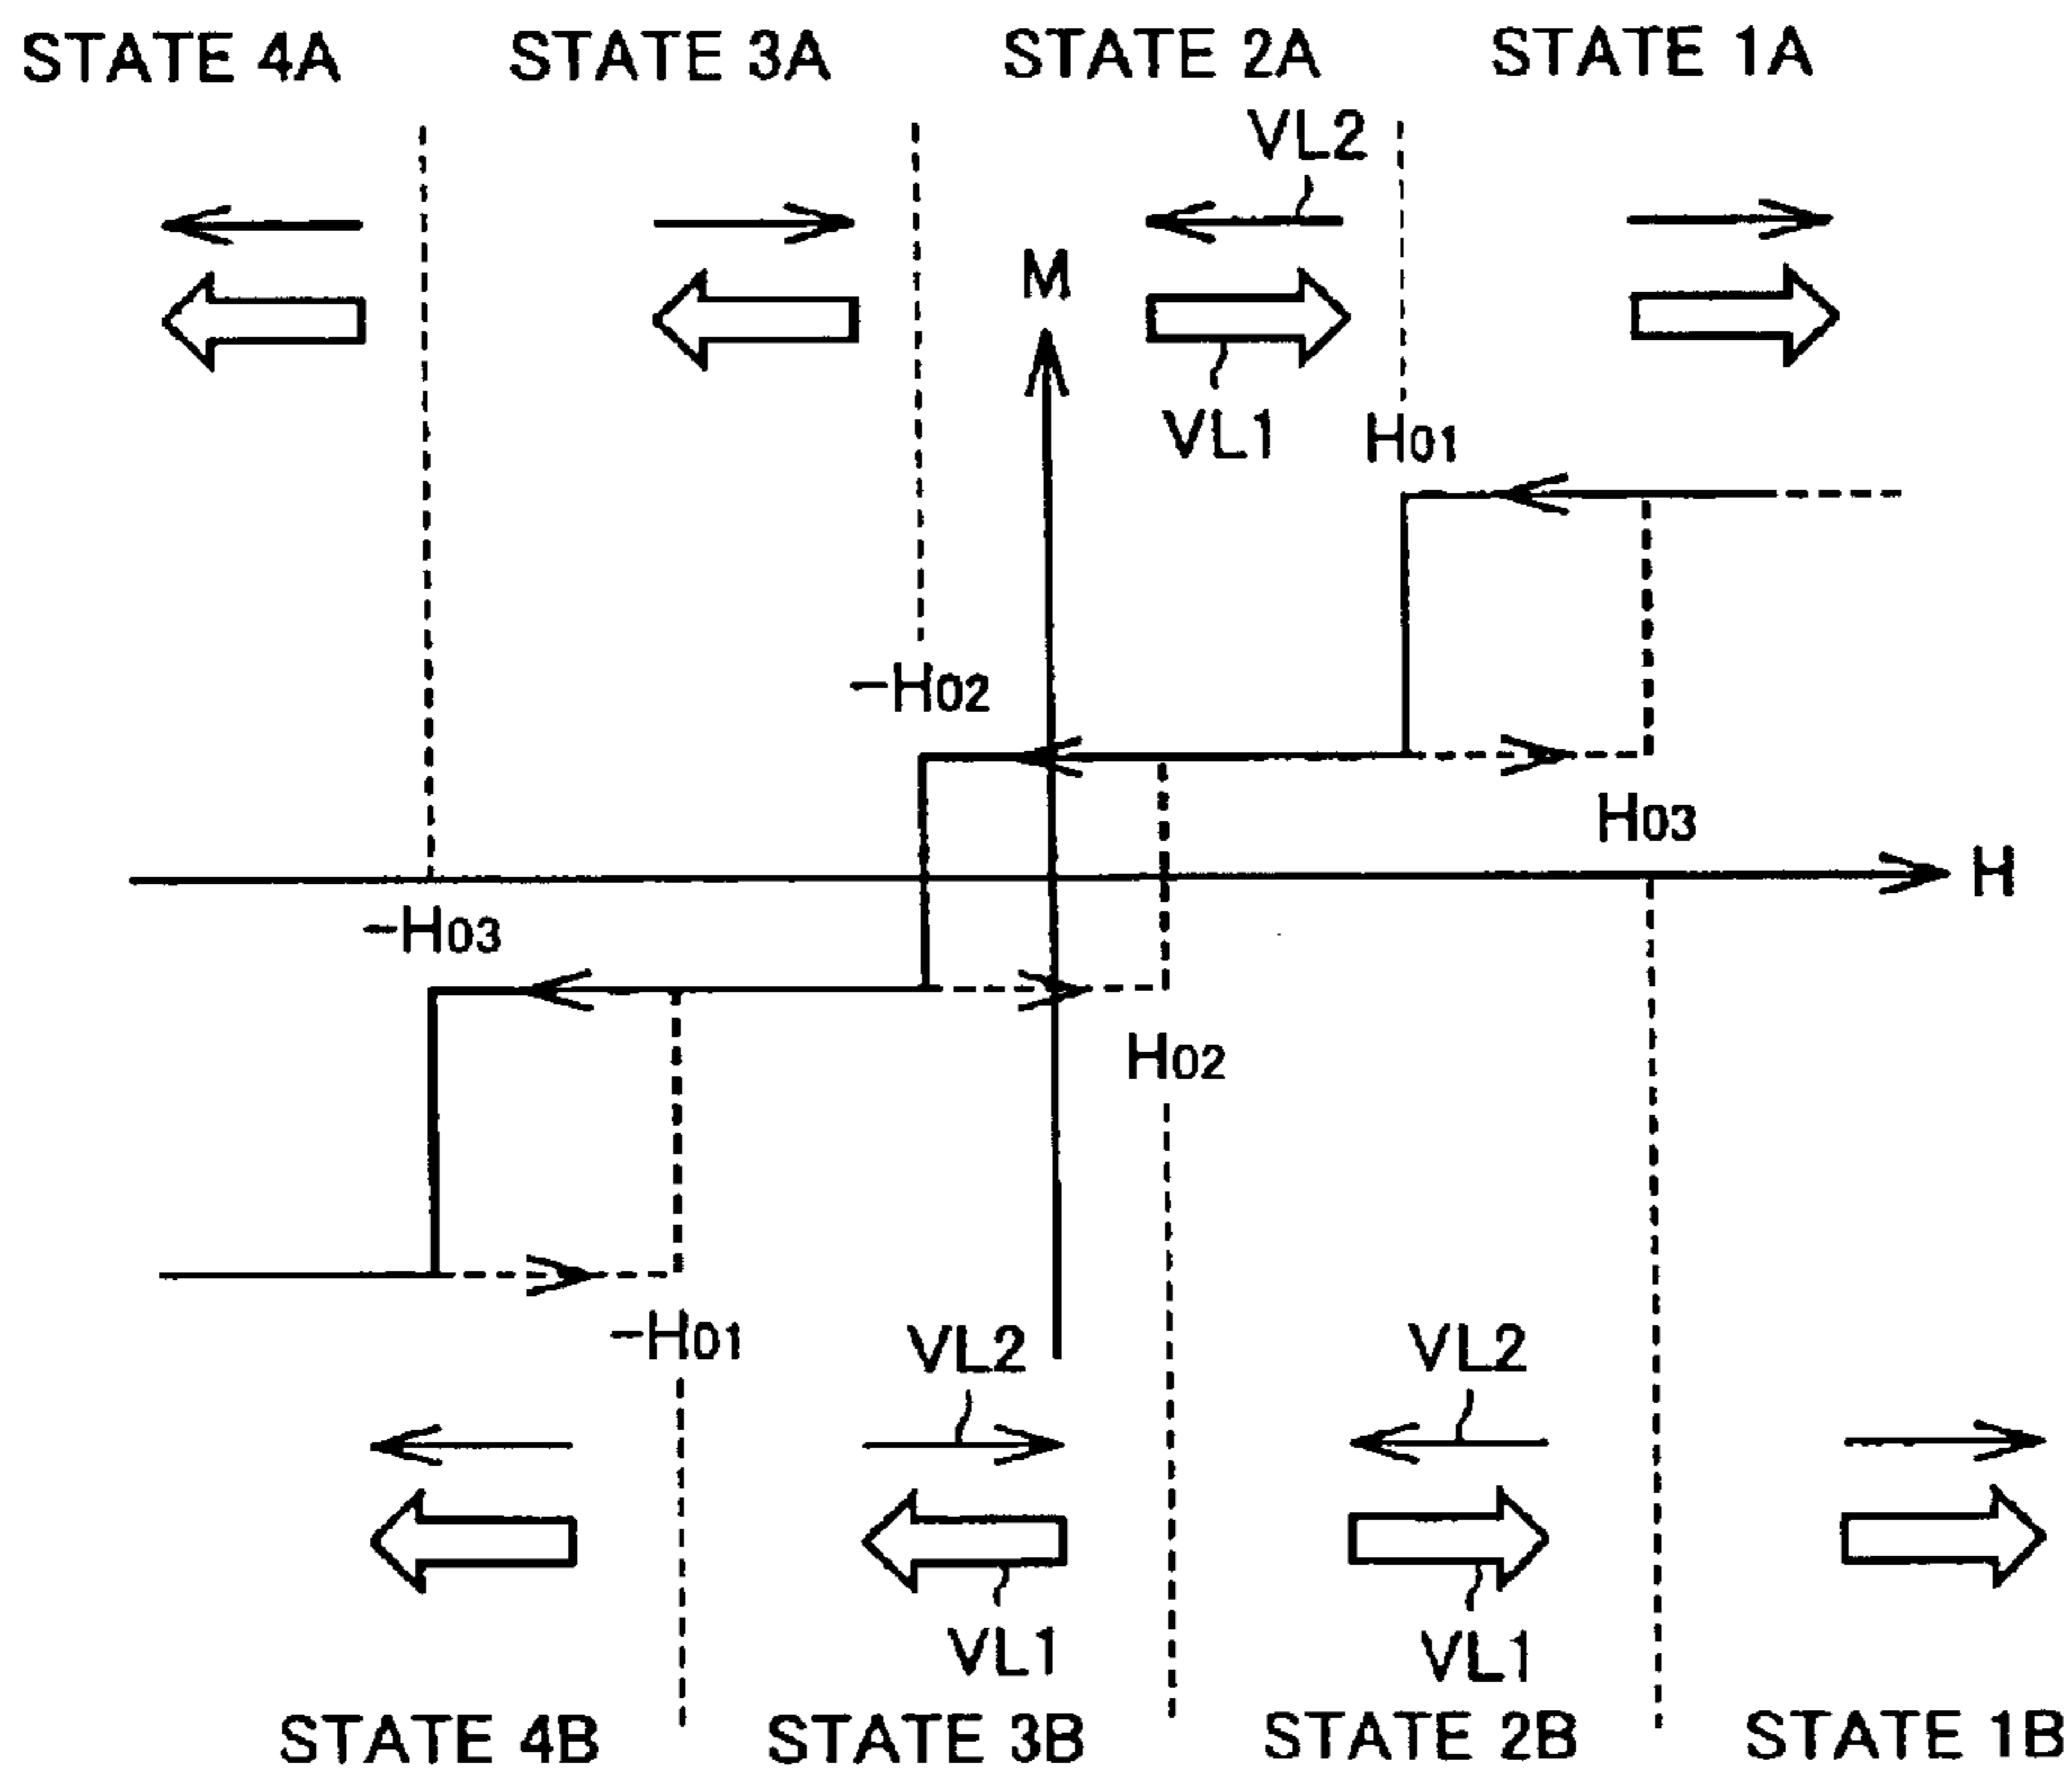 STATE 4A
STATE 3A
STATE 2A
STATE 1A
VL2
M
VL1
H01
-H02
H03
H
-H03
H02
-H01
VL2
VL2
VL1
VL1
STATE 4B
STATE 3B
STATE 2B
STATE 1B